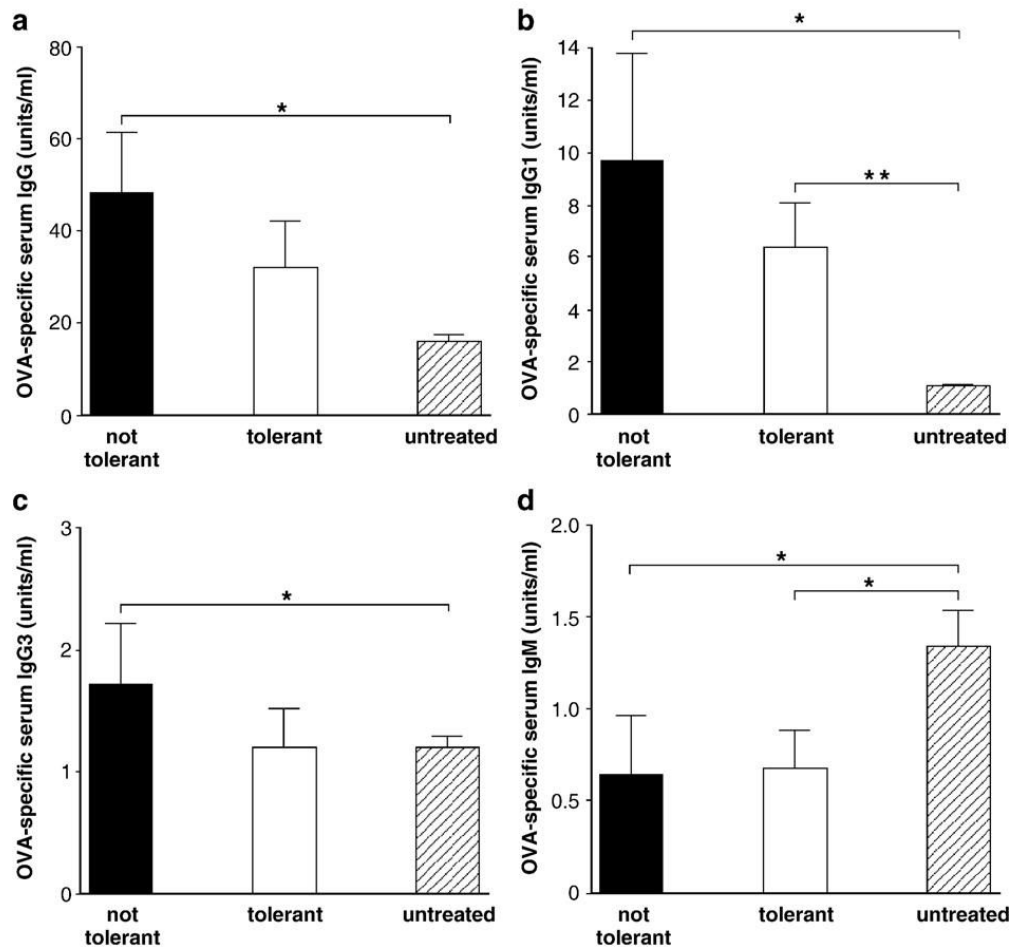 a
OVA-specific serum IgG (units/ml)
80
60
40
20
0
*
not
tolerant
tolerant
untreated
b
OVA-specific serum IgG1 (units/ml)
14
12
10
8
6
4
2
0
*
**
not
tolerant
tolerant
untreated
c
OVA-specific serum IgG3 (units/ml)
3
2
1
0
*
not
tolerant
tolerant
untreated
d
OVA-specific serum IgM (units/ml)
2.0
1.5
1.0
0.5
0
*
*
not
tolerant
tolerant
untreated